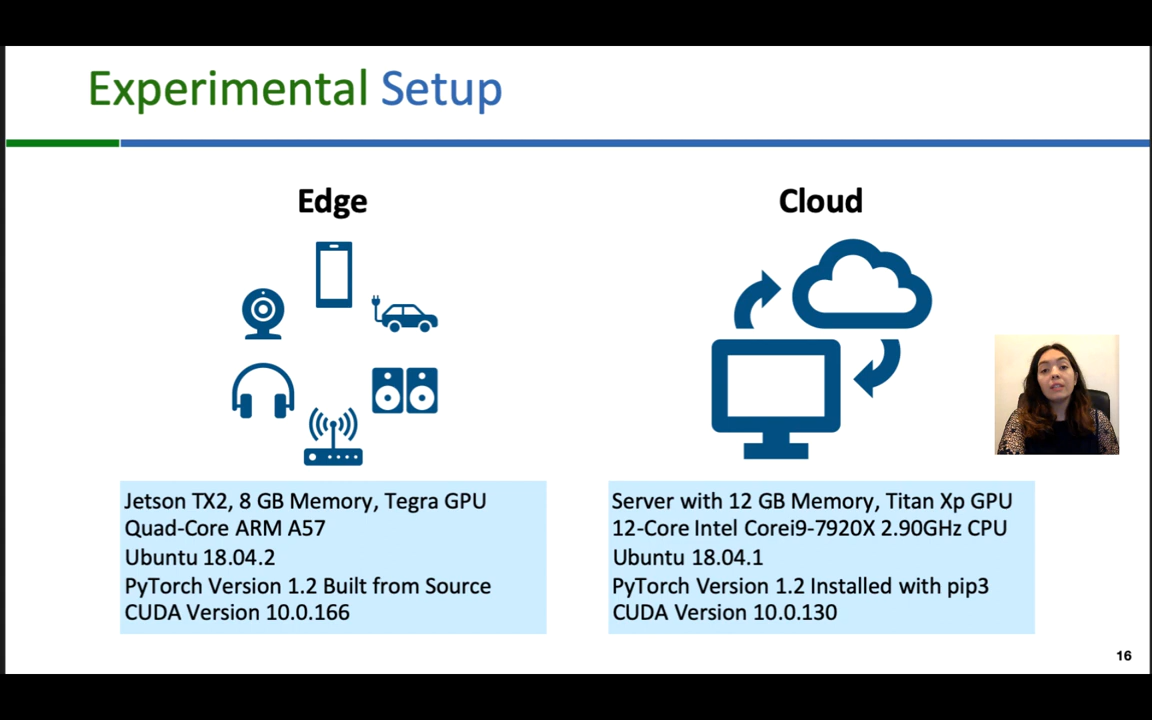 Experimental Setup
Edge
Cloud
Jetson TX2, 8 GB Memory, Tegra GPU
Quad-Core ARM A57
Ubuntu 18.04.2
PyTorch Version 1.2 Built from Source
CUDA Version 10.0.166
Server with 12 GB Memory, Titan Xp GPU
12-Core Intel Corei9-7920X 2.90GHz CPU
Ubuntu 18.04.1
PyTorch Version 1.2 Installed with pip3
CUDA Version 10.0.130
16